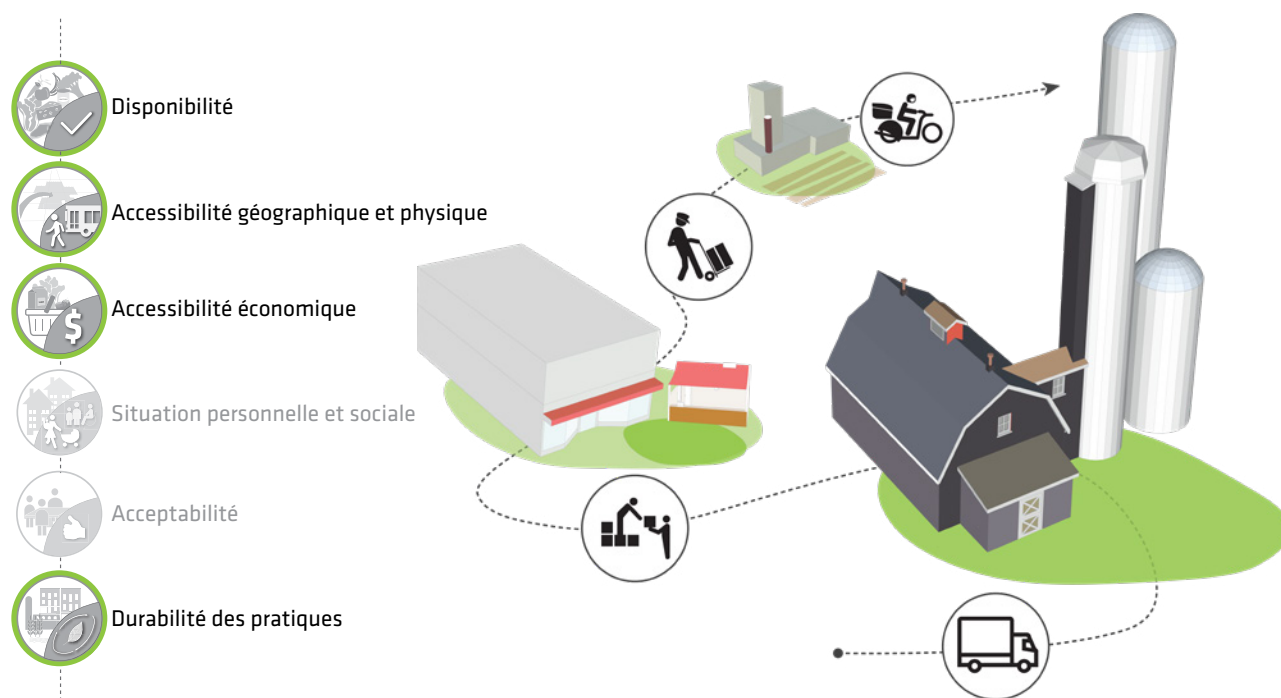 Disponibilité
Accessibilité géographique et physique
Accessibilité économique
$
Situation personnelle et sociale
Acceptabilité
Durabilité des pratiques